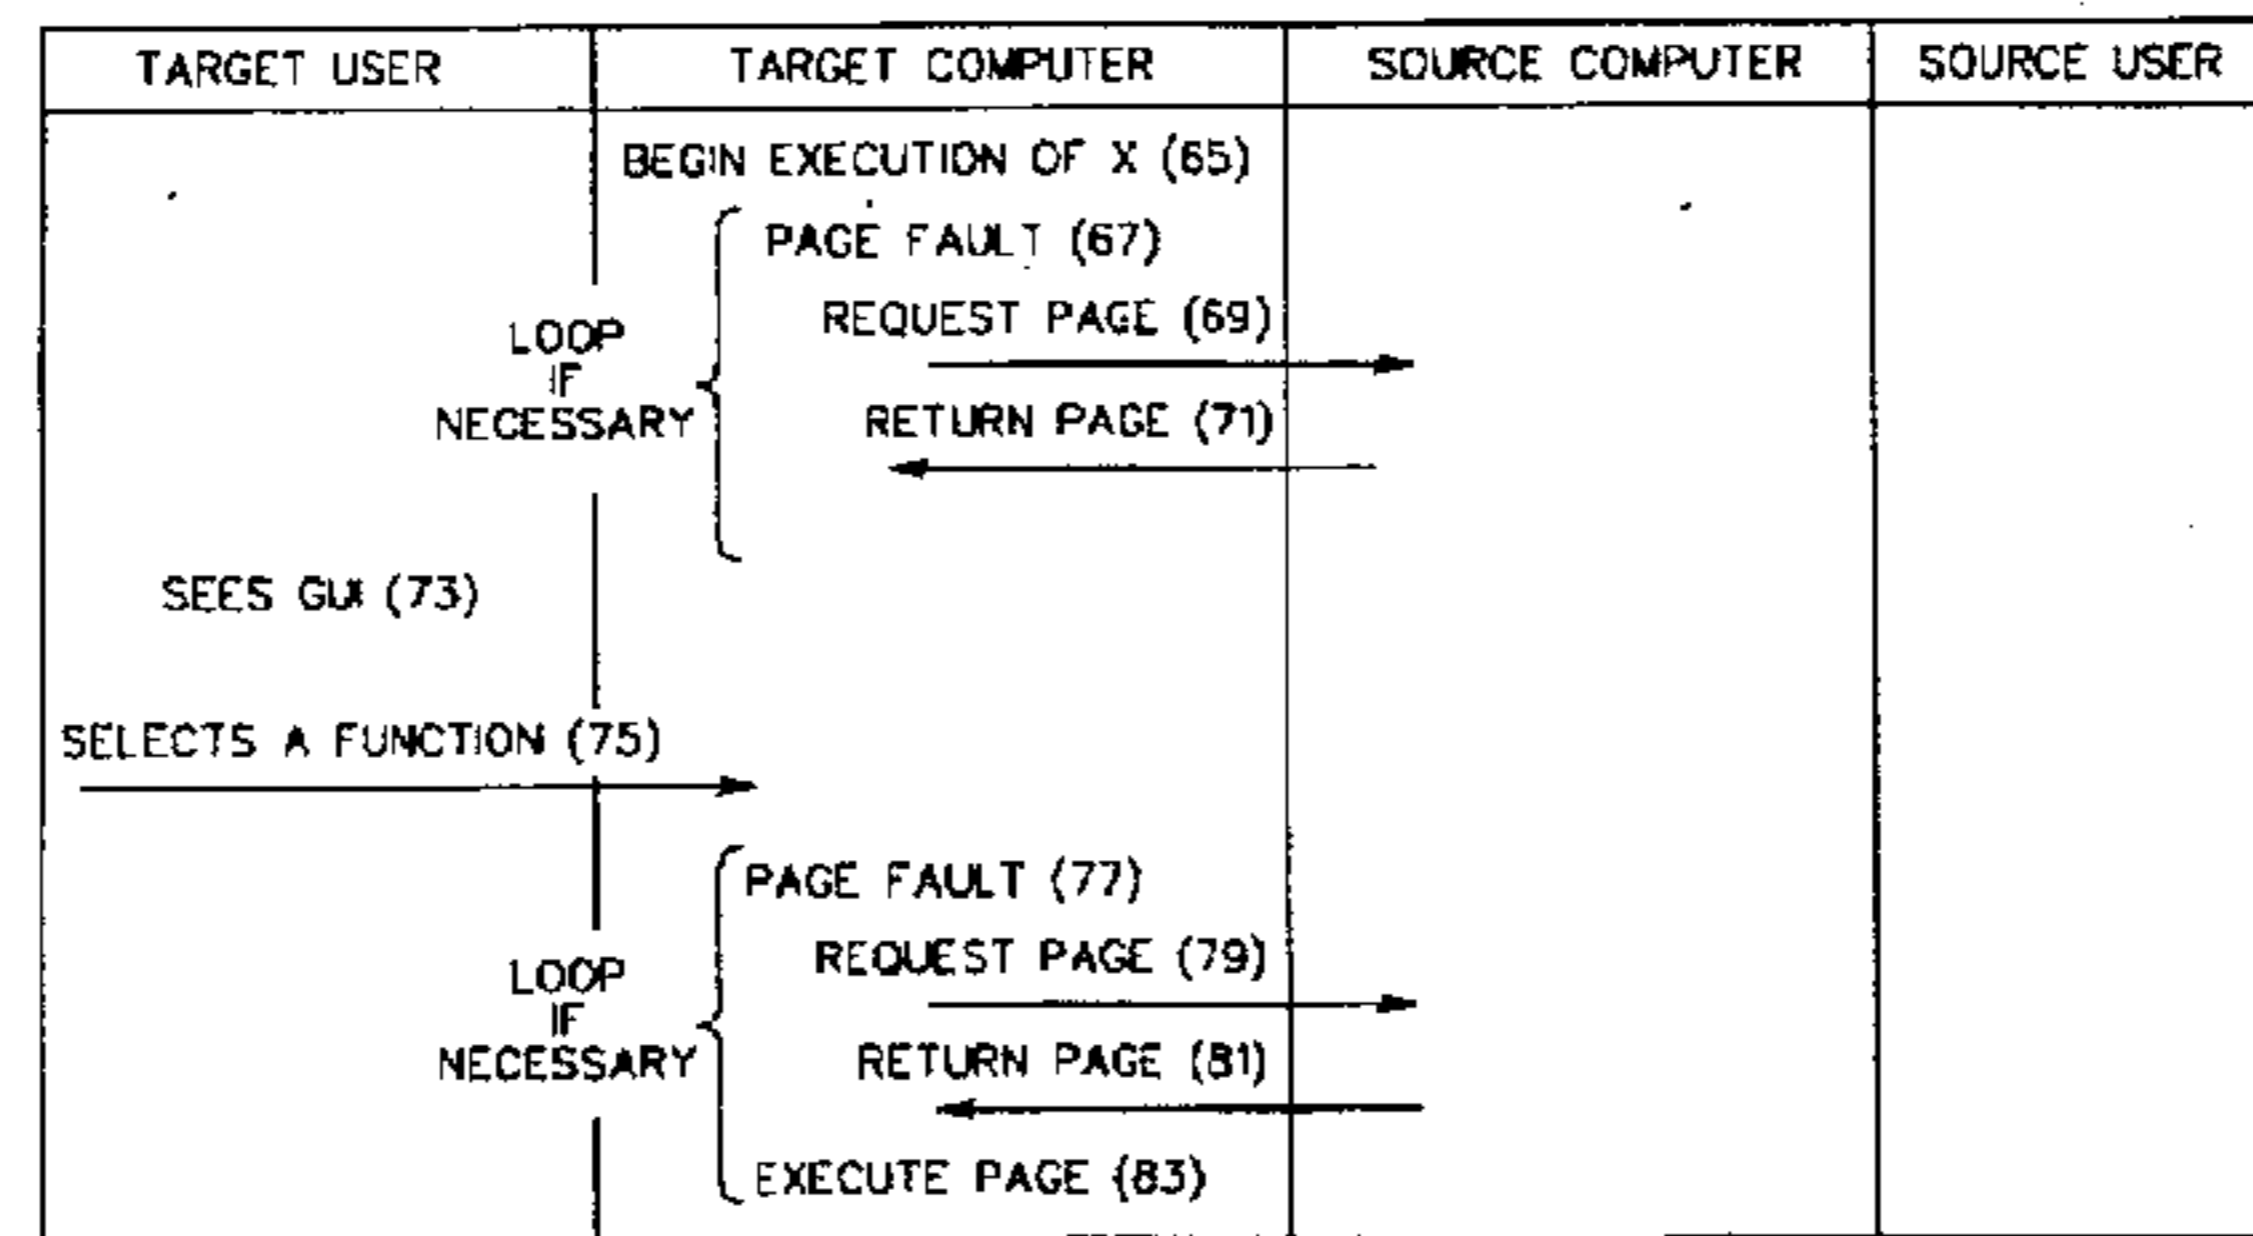 TARGET USER TARGET COMPUTER SOURCE COMPUTER SOURCE USER
BEGIN EXECUTION OF X (65)
PAGE FAULT (67)
REQUEST PAGE (69)
LOOP
IF
NECESSARY
RETURN PAGE (71)
SEES GUI (73)
SELECTS A FUNCTION (75)
PAGE FAULT (77)
REQUEST PAGE (79)
LOOP
IF
NECESSARY
RETURN PAGE (81)
EXECUTE PAGE (83)